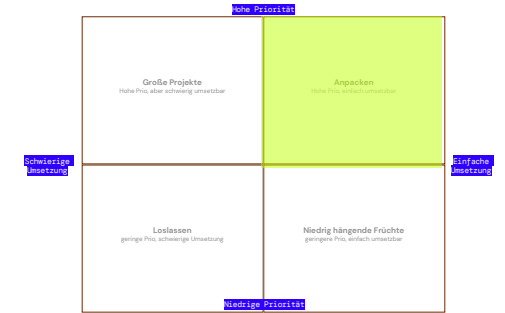 Hohe Priorität
Große Projekte
Hohe Prio, aber schwierig umsetzbar
Anpacken
Hohe Prio, einfach umsetzbar
Schwierige
Umsetzung
Einfache
Umsetzung
Loslassen
geringe Prio, schwierige Umsetzung
Niedrig hängende Früchte
geringere Prio, einfach umsetzbar
Niedrige Priorität